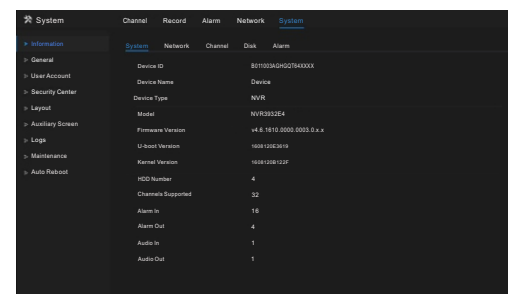 System Channel Record Alarm Network System
Information System Network Channel Disk Alarm
General Device ID B011003AGHGQT64XXXX
User Account Device Name Device
Security Center Device Type NVR
Layout Model NVR3932E4
Auxiliary Screen Firmware Version v4.6.1610.0000.0003.0.x.x
Logs U-boot Version 1608120E3619
Maintenance Kernel Version 1608120B122F
Auto Reboot HDD Number 4
Channels Supported 32
Alarm In 16
Alarm Out 4
Audio In 1
Audio Out 1